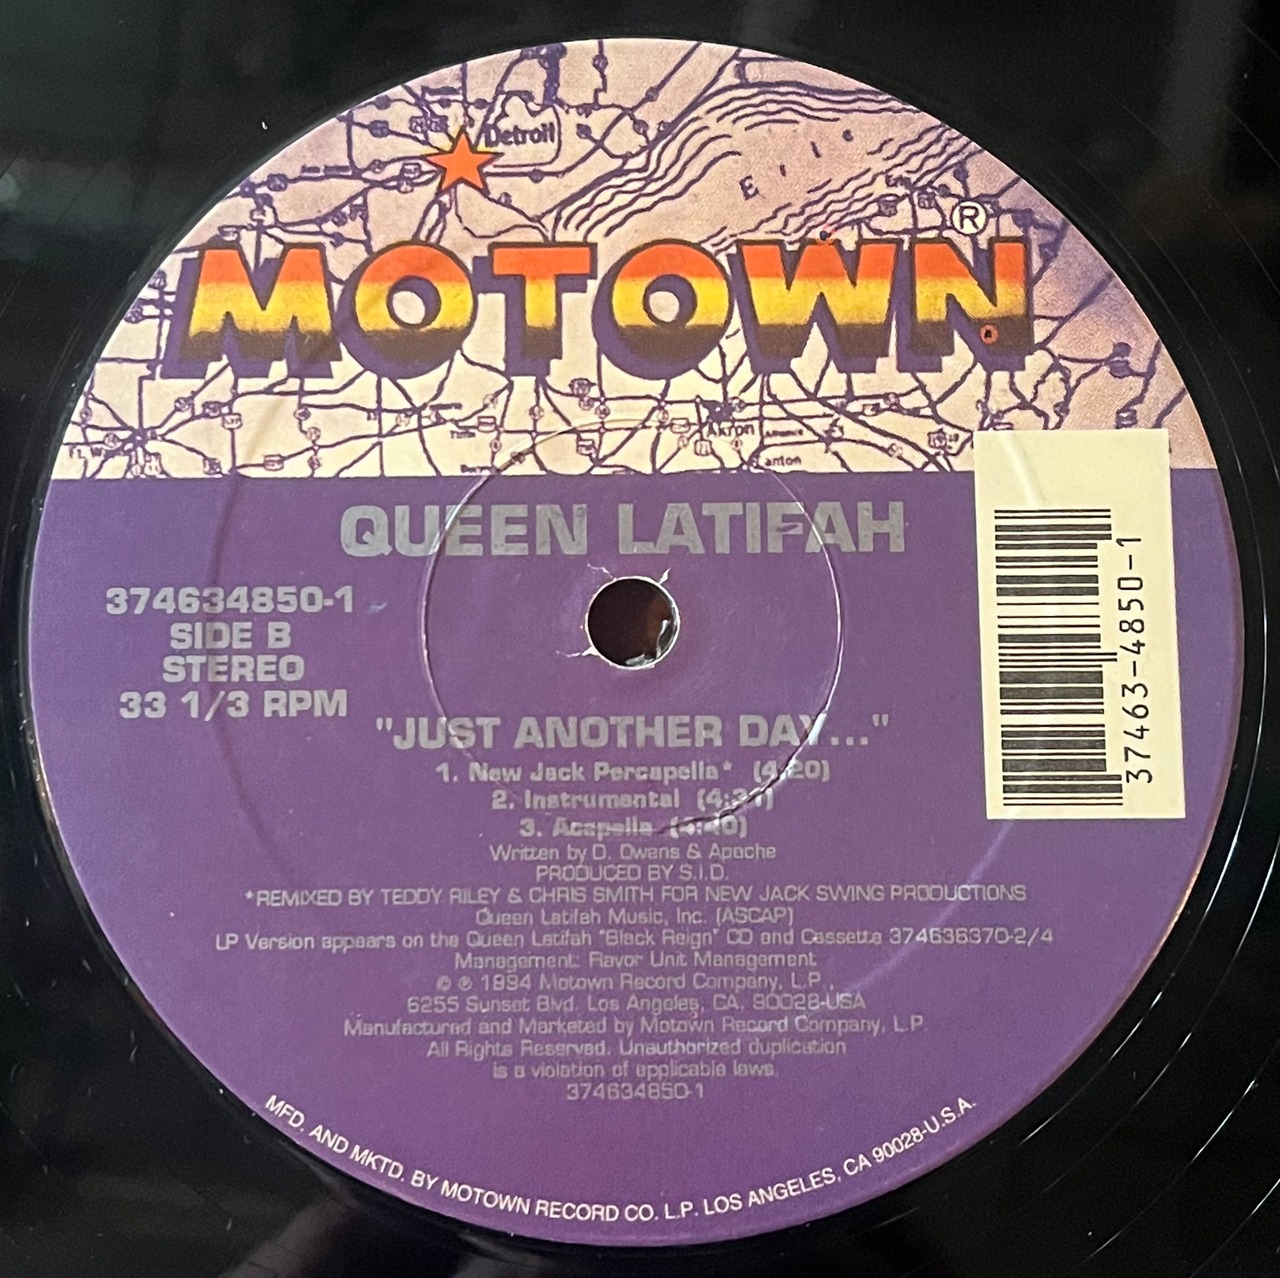 Detroit
Erie
MOTOWN®
Akron
Canton
QUEEN LATIFAH
374634850-1
SIDE B
STEREO
33 1/3 RPM
37463-4850-1
"JUST ANOTHER DAY..."
1. New Jack Percapella* (4:20)
2. Instrumental (4:31)
3. Acapella (4:40)
Written by D. Owens & Apache
PRODUCED BY S.I.D.
*REMIXED BY TEDDY RILEY & CHRIS SMITH FOR NEW JACK SWING PRODUCTIONS
Queen Latifah Music, Inc. (ASCAP)
LP Version appears on the Queen Latifah "Black Reign" CD and Cassette 374636370-2/4
Management: Flavor Unit Management
© ℗ 1994 Motown Record Company, L.P.,
6255 Sunset Blvd. Los Angeles, CA. 90028-USA
Manufactured and Marketed by Motown Record Company, L.P.
All Rights Reserved. Unauthorized duplication
is a violation of applicable laws.
374634850-1
MFD. AND MKTD. BY MOTOWN RECORD CO. L.P. LOS ANGELES, CA 90028-U.S.A.